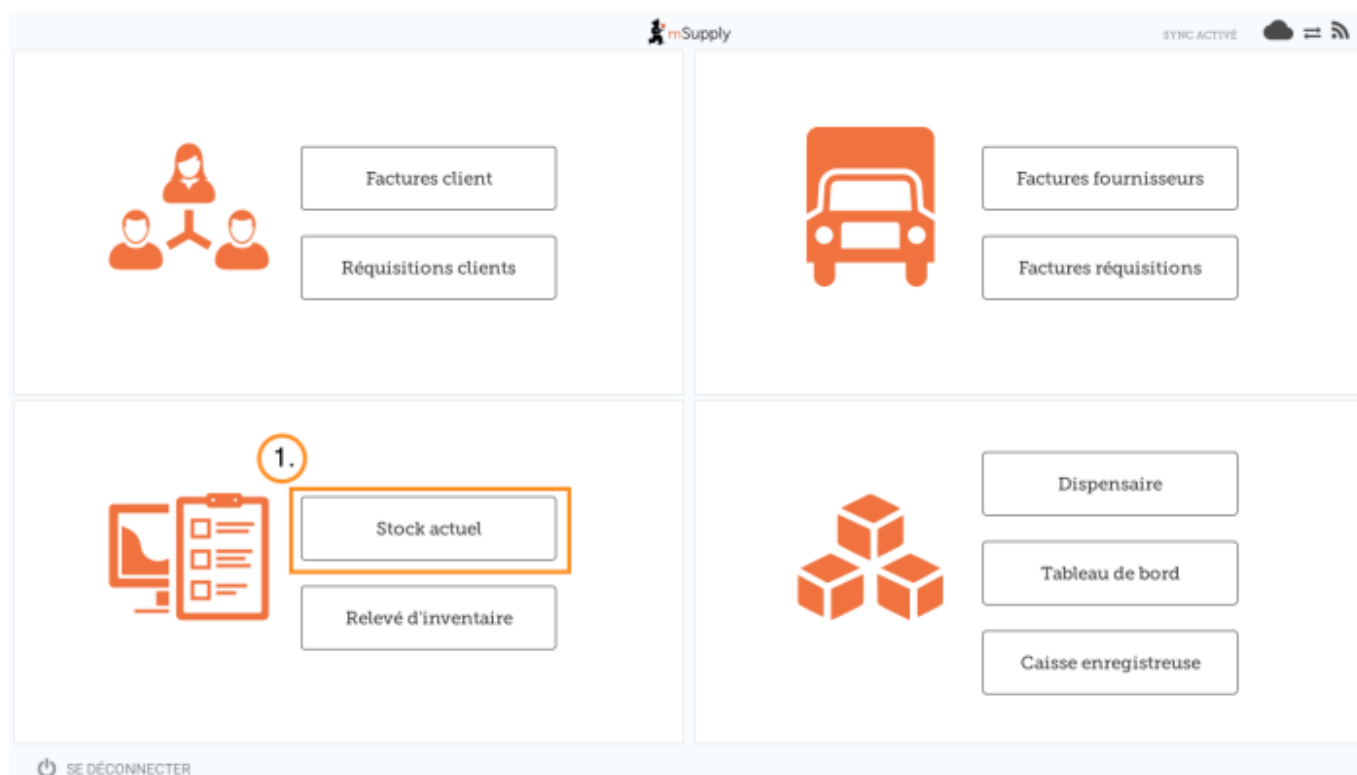 mSupply
SYNC ACTIVÉ
Factures client
Réquisitions clients
Factures fournisseurs
Factures réquisitions
1.
Stock actuel
Relevé d'inventaire
Dispensaire
Tableau de bord
Caisse enregistreuse
SE DÉCONNECTER